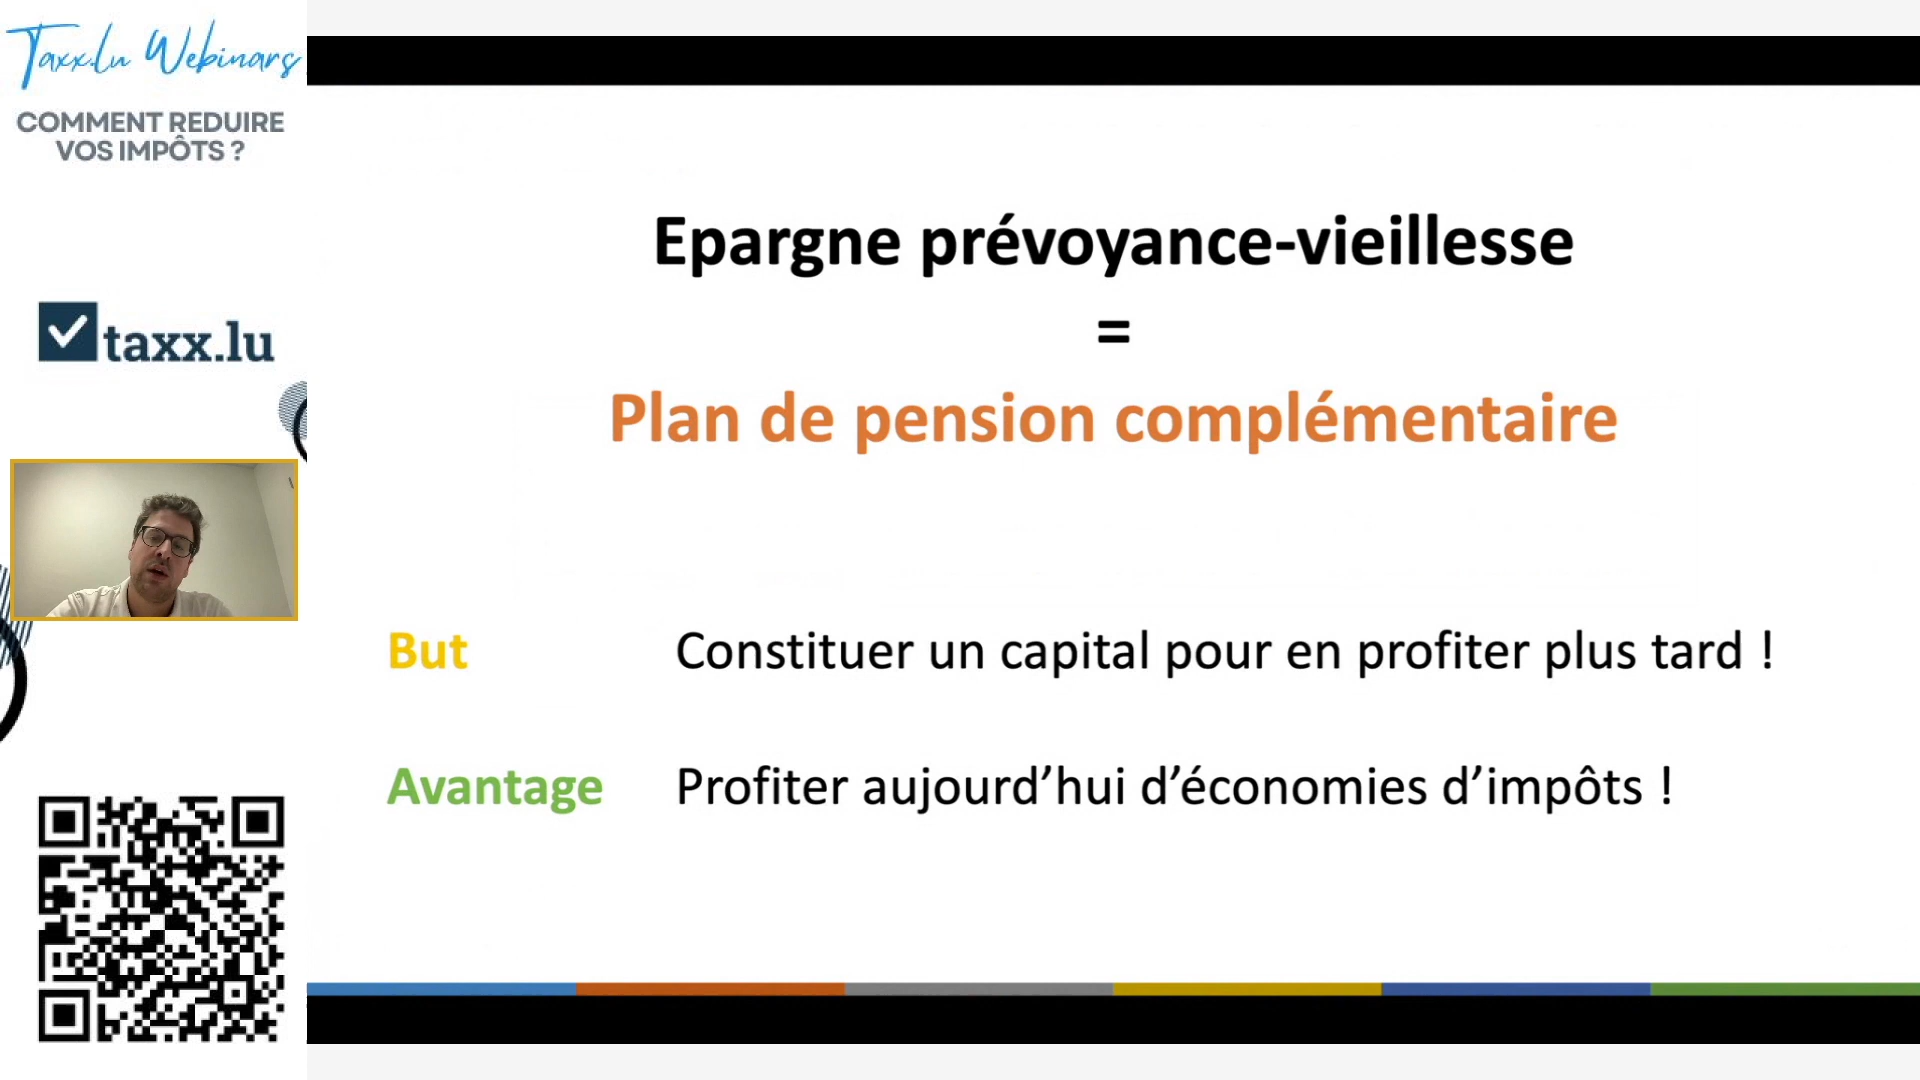 Taxx.lu Webinars
COMMENT REDUIRE
VOS IMPÔTS ?
taxx.lu
Epargne prévoyance-vieillesse
=
Plan de pension complémentaire
But Constituer un capital pour en profiter plus tard !
Avantage Profiter aujourd’hui d’économies d’impôts !